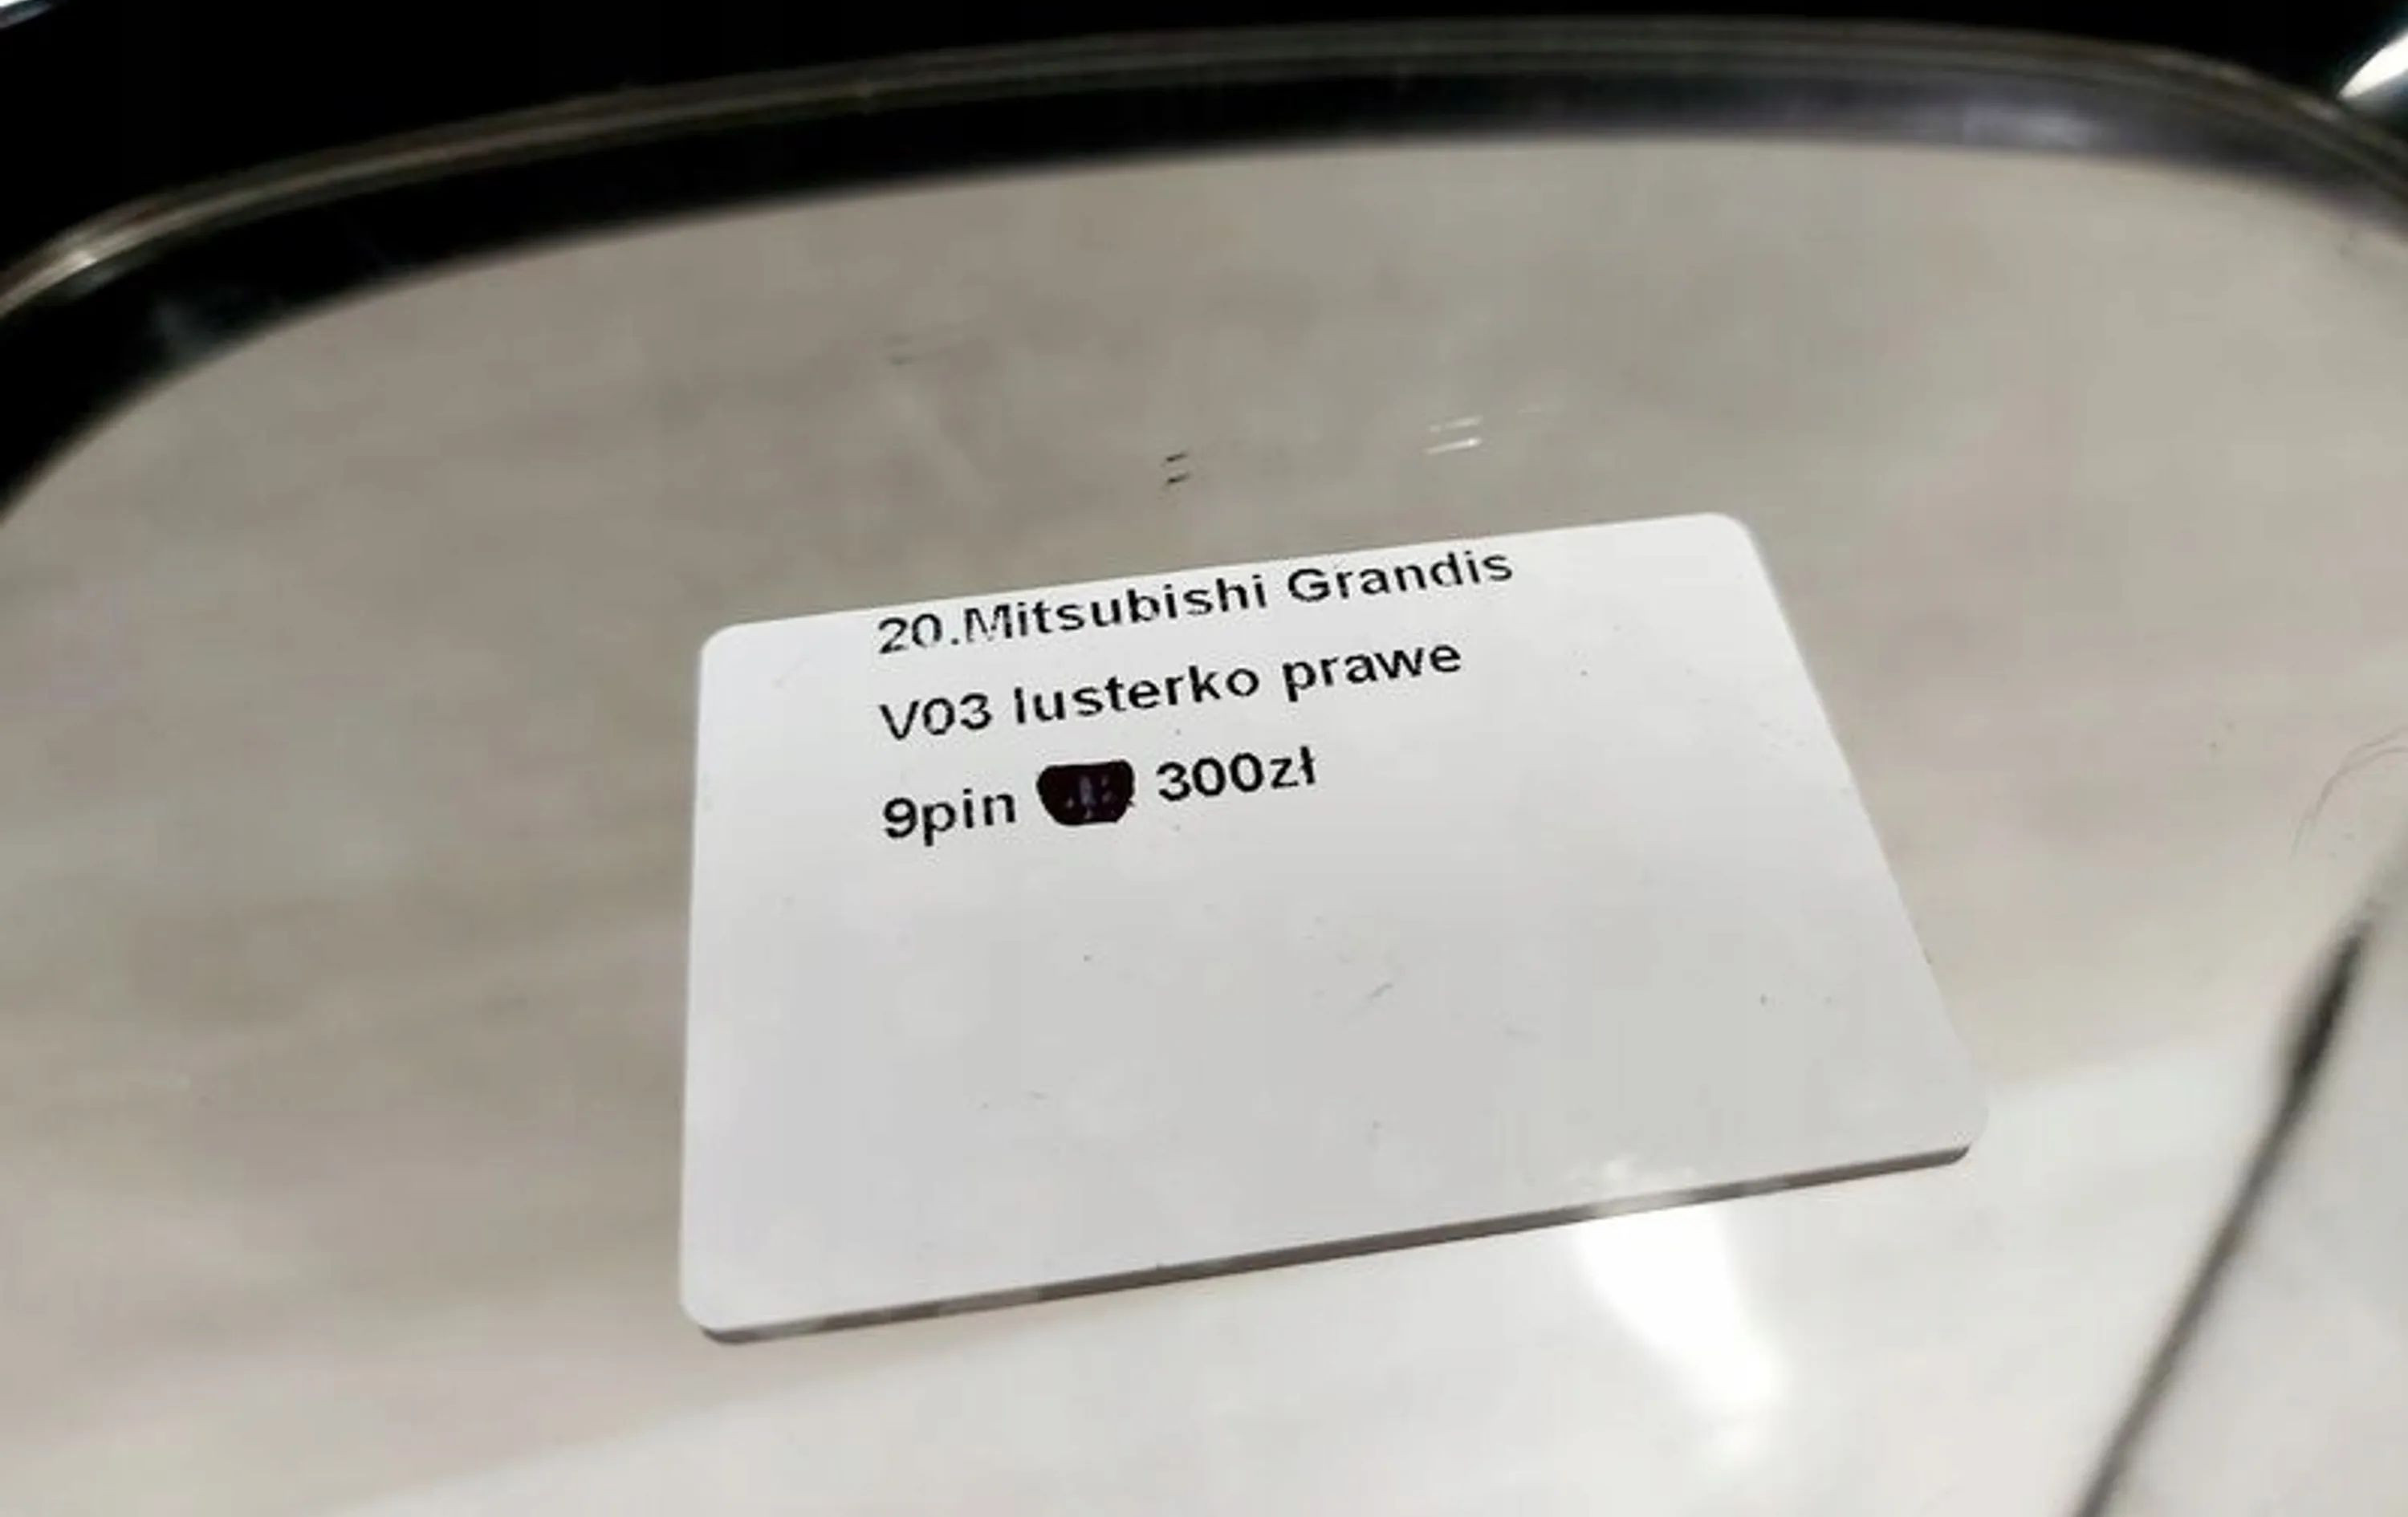 20.Mitsubishi Grandis
V03 lusterko prawe
9pin 300zł